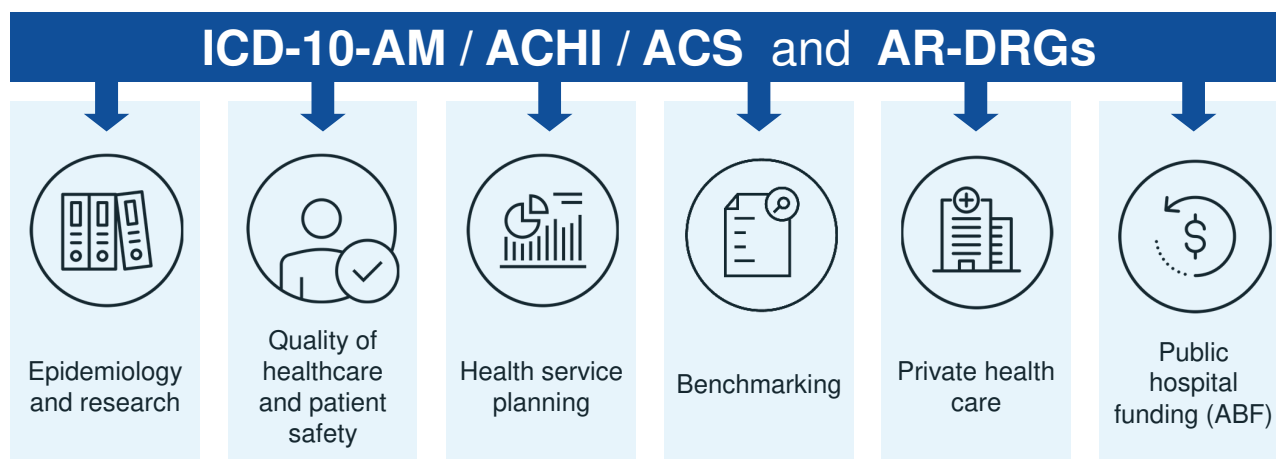 ICD-10-AM / ACHI / ACS and AR-DRGs
Epidemiology
and research
Quality of
healthcare
and patient
safety
Health service
planning
Benchmarking
Private health
care
Public
hospital
funding (ABF)
$